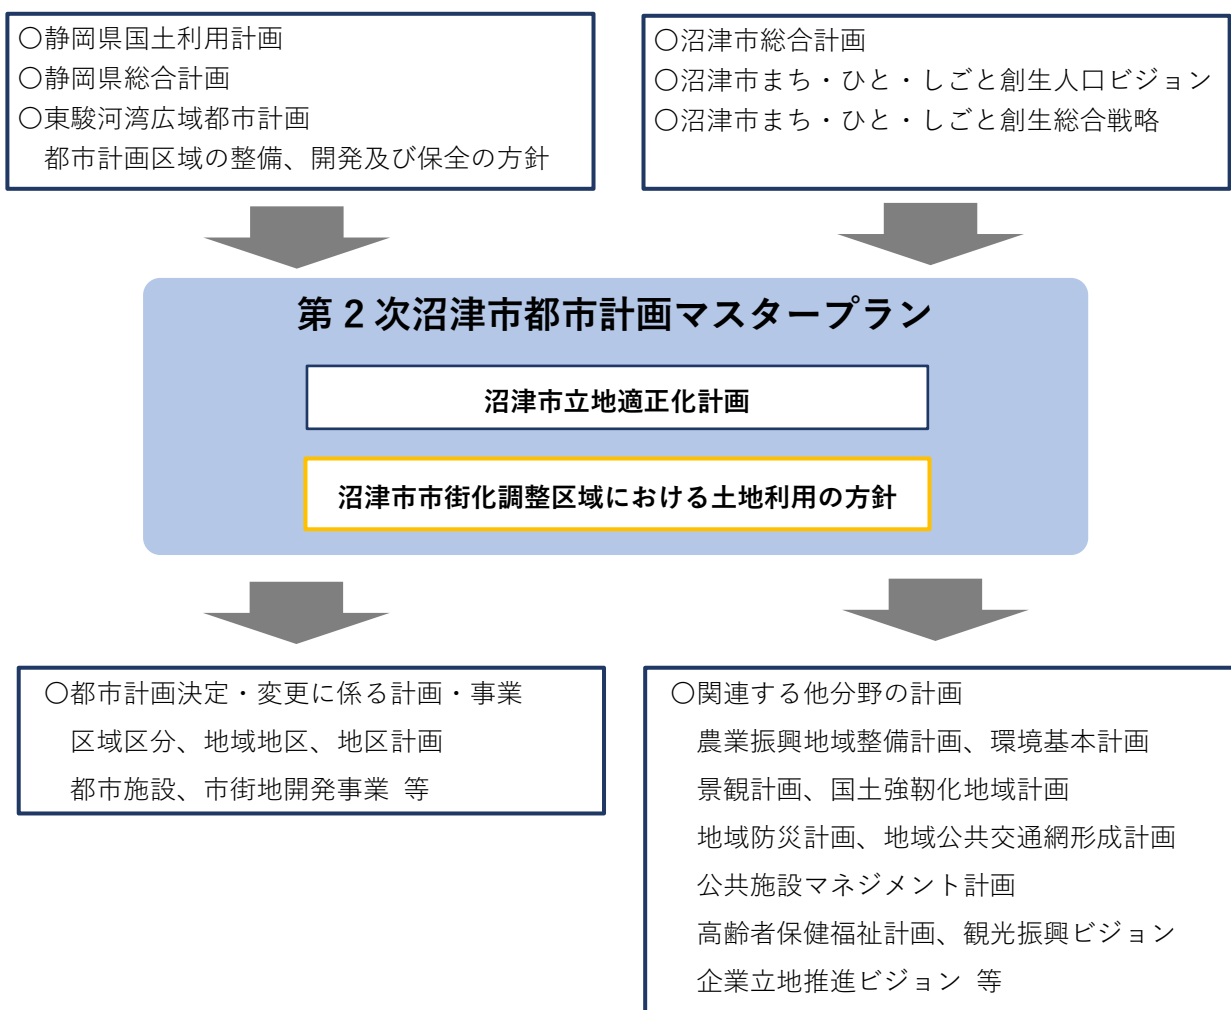 〇静岡県国土利用計画
〇静岡県総合計画
〇東駿河湾広域都市計画
都市計画区域の整備、開発及び保全の方針
〇沼津市総合計画
〇沼津市まち・ひと・しごと創生人口ビジョン
〇沼津市まち・ひと・しごと創生総合戦略
第２次沼津市都市計画マスタープラン
沼津市立地適正化計画
沼津市市街化調整区域における土地利用の方針
〇都市計画決定・変更に係る計画・事業
区域区分、地域地区、地区計画
都市施設、市街地開発事業 等
〇関連する他分野の計画
農業振興地域整備計画、環境基本計画
景観計画、国土強靭化地域計画
地域防災計画、地域公共交通網形成計画
公共施設マネジメント計画
高齢者保健福祉計画、観光振興ビジョン
企業立地推進ビジョン 等